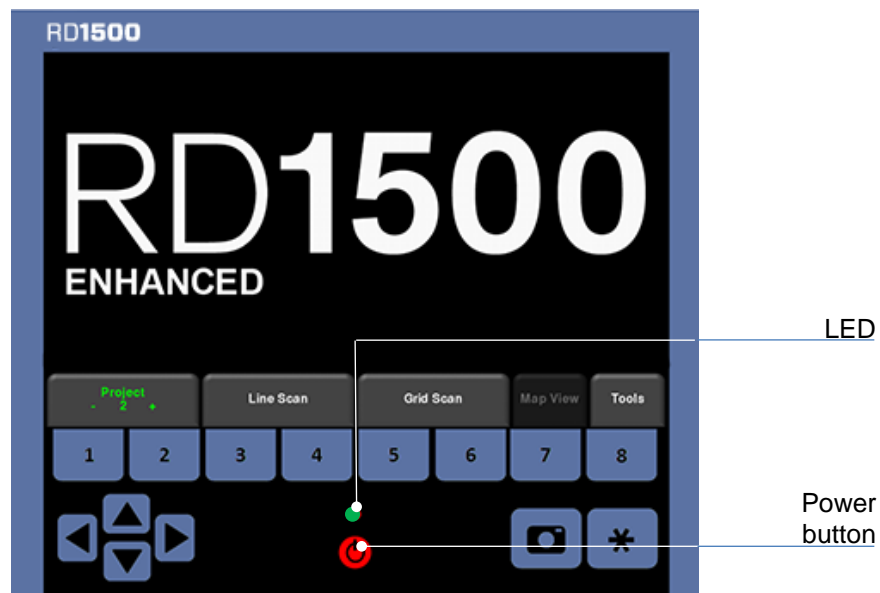 RD1500
RD1500
ENHANCED
LED
Project
- 2 +
Line Scan
Grid Scan
Map View
Tools
1 2 3 4 5 6 7 8
Power
button